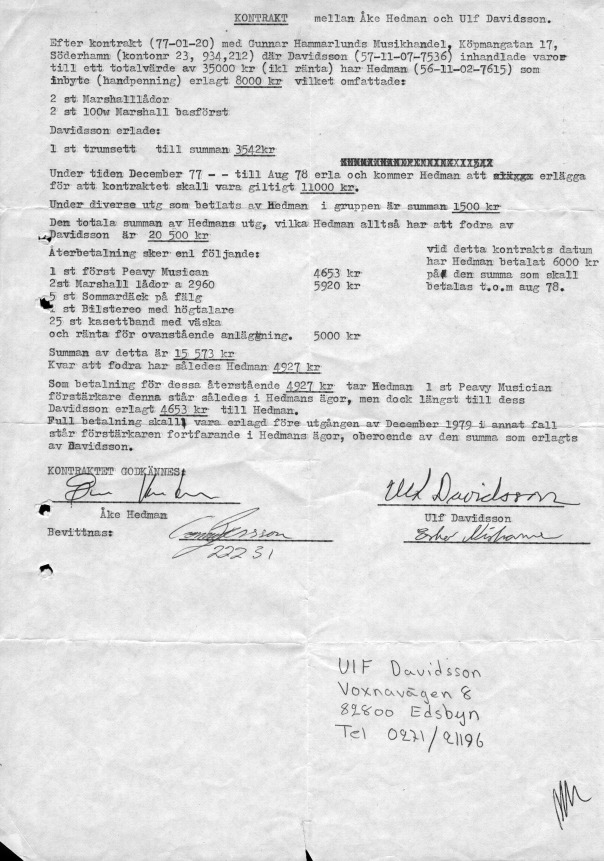 KONTRAKT mellan Åke Hedman och Ulf Davidsson.
Efter kontrakt (77-01-20) med Gunnar Hammarlunds Musikhandel, Köpmangatan 17,
Söderhamn (kontonr 23, 934,212) där Davidsson (57-11-07-7536) inhandlade varor
till ett totalvärde av 35000 kr (ikl ränta) har Hedman (56-11-02-7615) som
inbyte (handpenning) erlagt 8000 kr vilket omfattade:
2 st Marshalllådor
2 st 100w Marshall basförst
Davidsson erlade:
1 st trumsett till summan 3542kr
Under tiden December 77 - - till Aug 78 erla och kommer Hedman att erlägga
för att kontraktet skall vara giltigt 11000 kr.
Under diverse utg som betlats av Hedman i gruppen är summan 1500 kr
Den totala summan av Hedmans utg, vilka Hedman alltså har att fodra av
Davidsson är 20 500 kr
Återbetalning sker enl följande:
1 st först Peavy Musican 4653 kr
2st Marshall lådor a 2960 5920 kr
5 st Sommardäck på fälg
st Bilstereo med högtalare
25 st kasettband med väska
och ränta för ovanstående anläggning. 5000 kr
vid detta kontrakts datum
har Hedman betalat 6000 kr
på den summa som skall
betalas t.o.m aug 78.
Summan av detta är 15 573 kr
Kvar att fodra har således Hedman 4927 kr
Som betalning för dessa återstående 4927 kr tar Hedman 1 st Peavy Musician
förstärkare denna står således i Hedmans ägor, men dock längst till dess
Davidsson erlagt 4653 kr till Hedman.
Full betalning skall vara erlagd före utgången av December 1979 i annat fall
står förstärkaren fortfarande i Hedmans ägor, oberoende av den summa som erlagts
av Davidsson.
KONTRAKTET GODKÄNNES:
Ulf Davidsson
Åke Hedman
Ulf Davidsson
Bevittnas:
22231
Ulf Davidsson
Voxnavägen 8
82800 Edsbyn
Tel 0271/21196